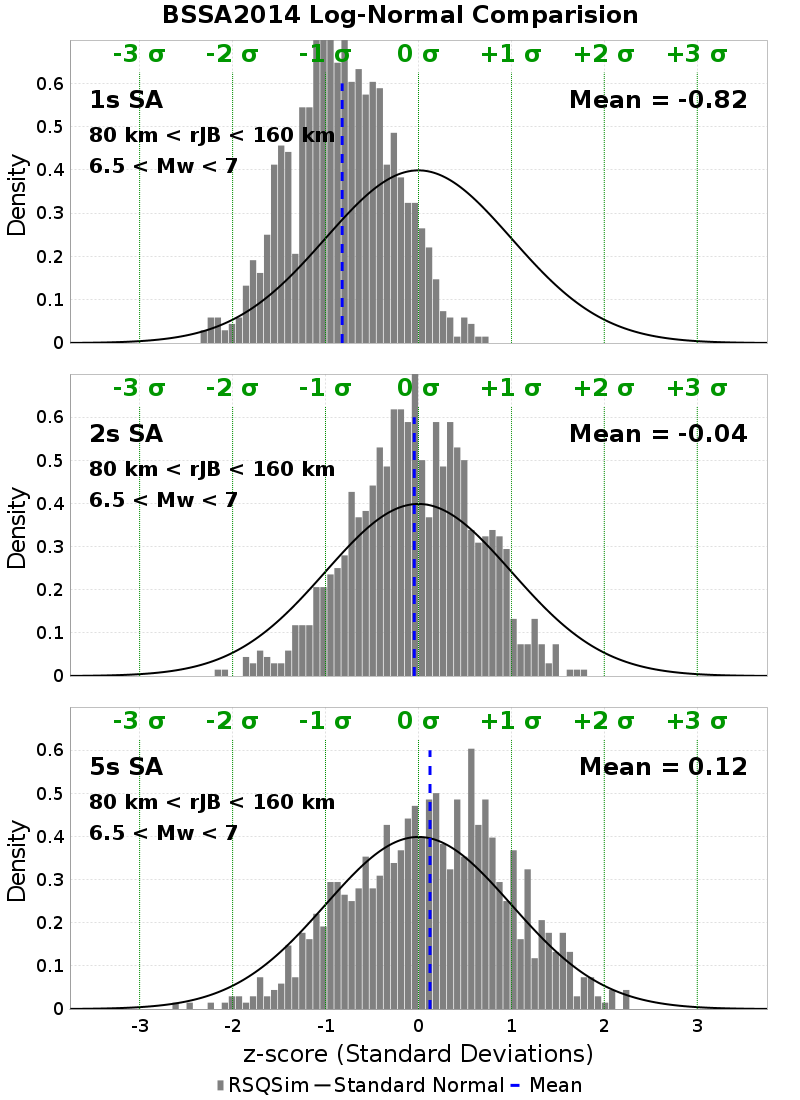 BSSA2014 Log-Normal Comparision
-3 σ -2 σ -1 σ 0 σ +1 σ +2 σ +3 σ
1s SA Mean = -0.82
80 km < rJB < 160 km
6.5 < Mw < 7
0.6
0.5
0.4
0.3
0.2
0.1
0
Density
-3 σ -2 σ -1 σ 0 σ +1 σ +2 σ +3 σ
2s SA Mean = -0.04
80 km < rJB < 160 km
6.5 < Mw < 7
0.6
0.5
0.4
0.3
0.2
0.1
0
Density
-3 σ -2 σ -1 σ 0 σ +1 σ +2 σ +3 σ
5s SA Mean = 0.12
80 km < rJB < 160 km
6.5 < Mw < 7
0.6
0.5
0.4
0.3
0.2
0.1
0
Density
-3 -2 -1 0 1 2 3
z-score (Standard Deviations)
RSQSim Standard Normal Mean